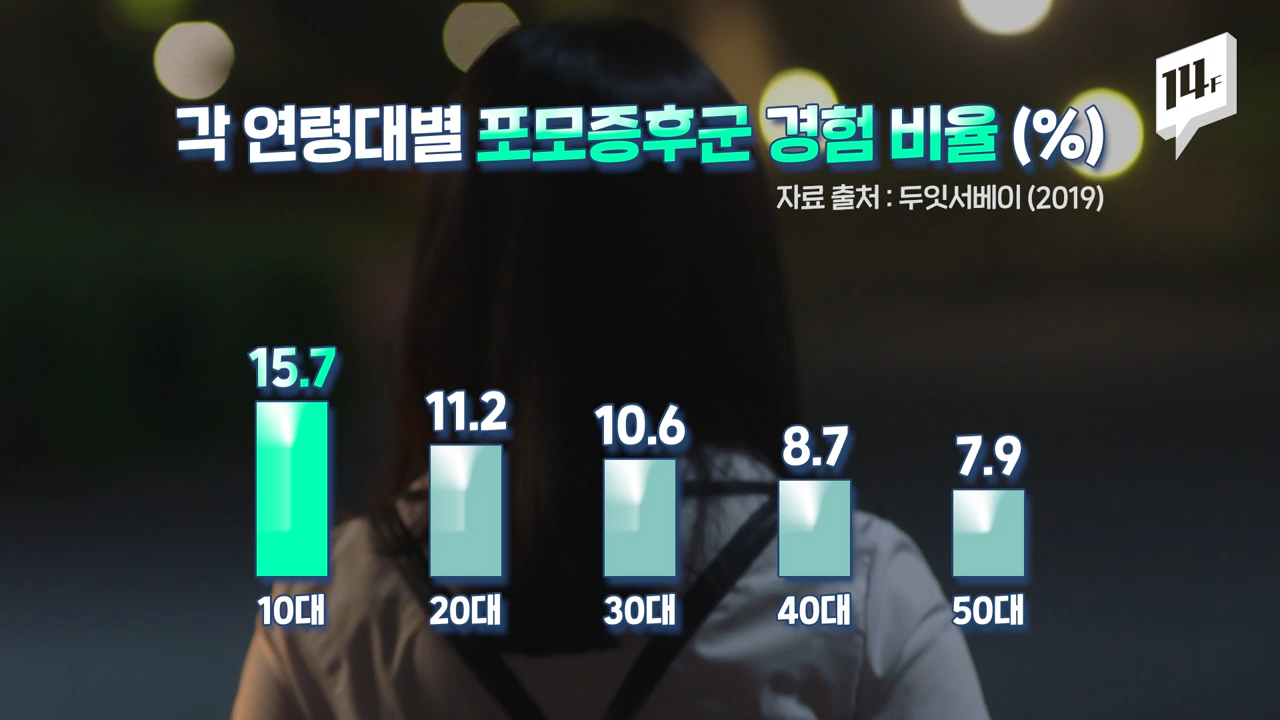 14F
각 연령대별 포모증후군 경험 비율 (%)
자료 출처 : 두잇서베이 (2019)
15.7
11.2
10.6
8.7
7.9
10대
20대
30대
40대
50대